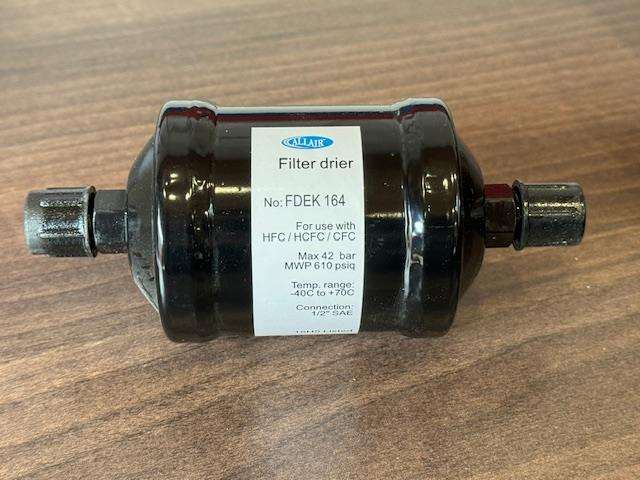 CALLAIR
Filter drier
No: FDEK 164
For use with
HFC / HCFC / CFC
Max 42 bar
MWP 610 psiq
Temp. range:
-40C to +70C
Connection:
1/2" SAE
Listed